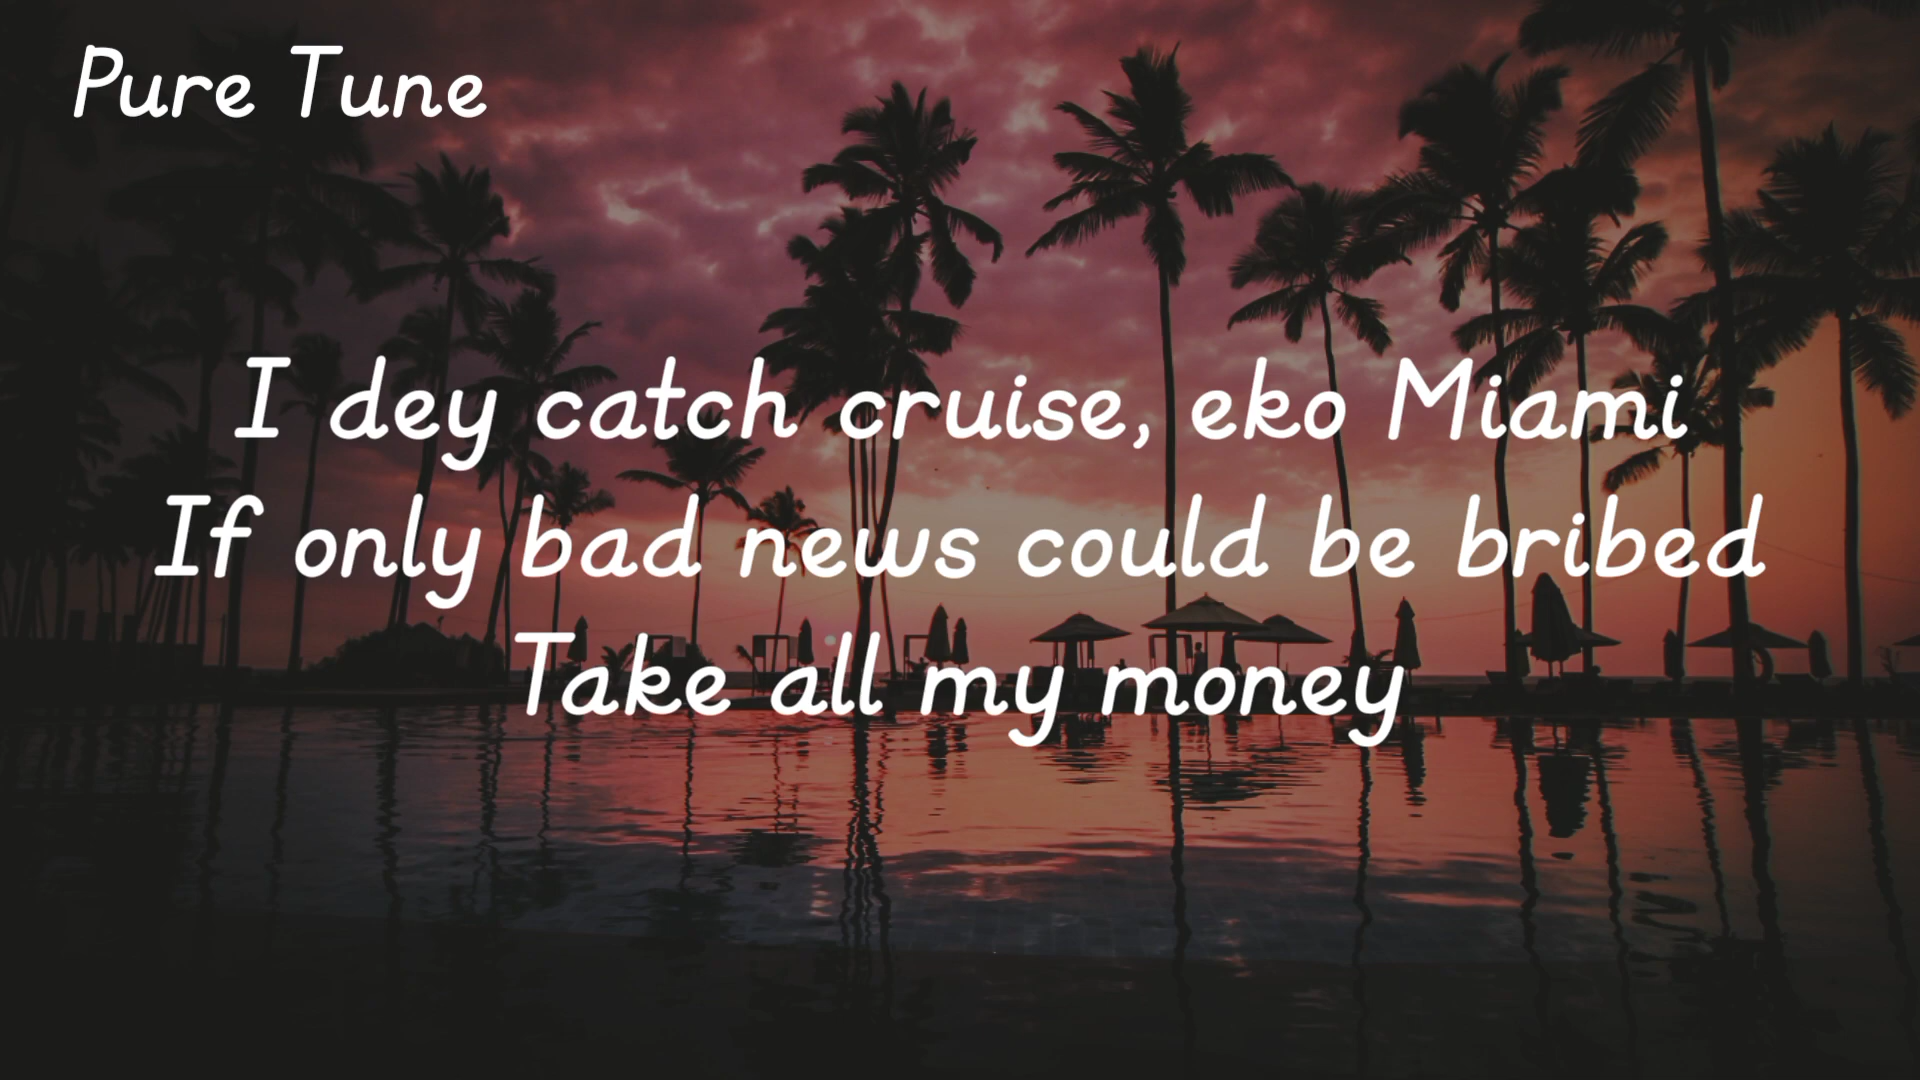 Pure Tune
I dey catch cruise, eko Miami
If only bad news could be bribed
Take all my money